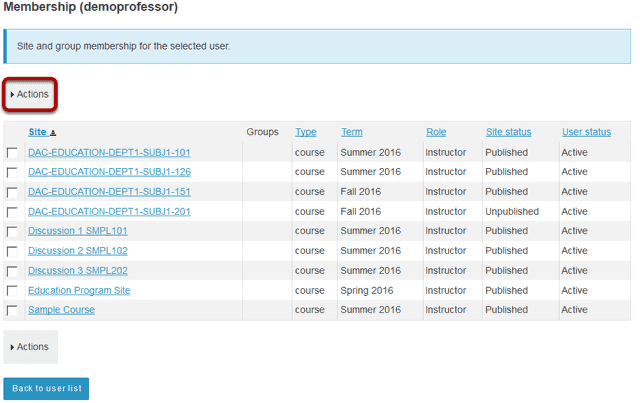 Membership (demoprofessor)
Site and group membership for the selected user.
Actions
Site Groups Type Term Role Site status User status
DAC-EDUCATION-DEPT1-SUBJ1-101 course Summer 2016 Instructor Published Active
DAC-EDUCATION-DEPT1-SUBJ1-126 course Summer 2016 Instructor Published Active
DAC-EDUCATION-DEPT1-SUBJ1-151 course Fall 2016 Instructor Published Active
DAC-EDUCATION-DEPT1-SUBJ1-201 course Fall 2016 Instructor Unpublished Active
Discussion 1 SMPL101 course Summer 2016 Instructor Published Active
Discussion 2 SMPL102 course Summer 2016 Instructor Published Active
Discussion 3 SMPL202 course Summer 2016 Instructor Published Active
Education Program Site course Spring 2016 Instructor Published Active
Sample Course course Summer 2016 Instructor Published Active
Actions
Back to user list